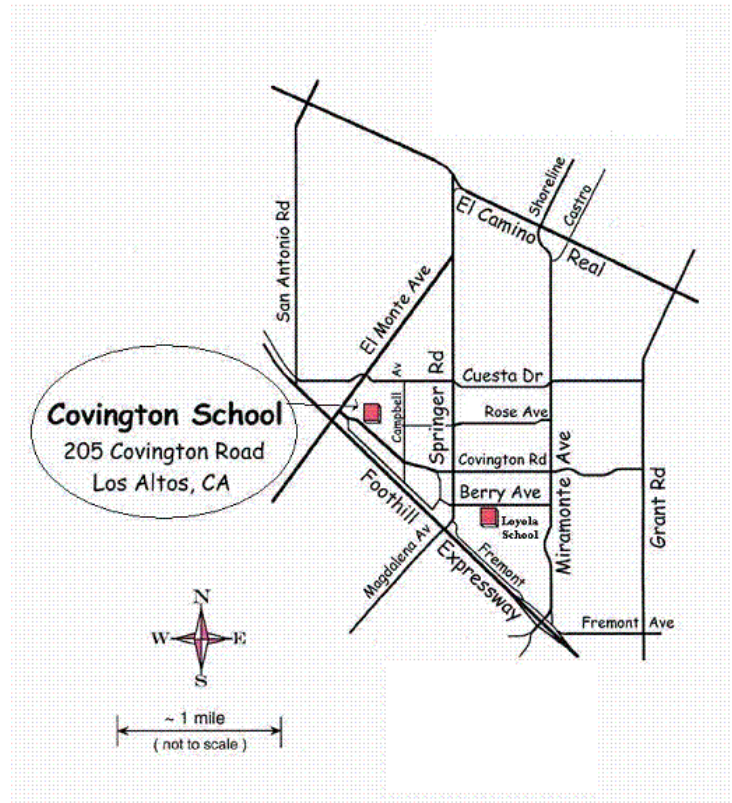 Shoreline
Castro
El Camino
Real
San Antonio Rd
El Monte Ave
Av
Campbell
Springer Rd
Cuesta Dr
Rose Ave
Covington School
205 Covington Road
Los Altos, CA
Covington Rd
Berry Ave
Loyola
School
Miramonte Ave
Grant Rd
Foothill
Expressway
Fremont
Magdalena Av
Fremont Ave
N
W
E
S
~ 1 mile
( not to scale )